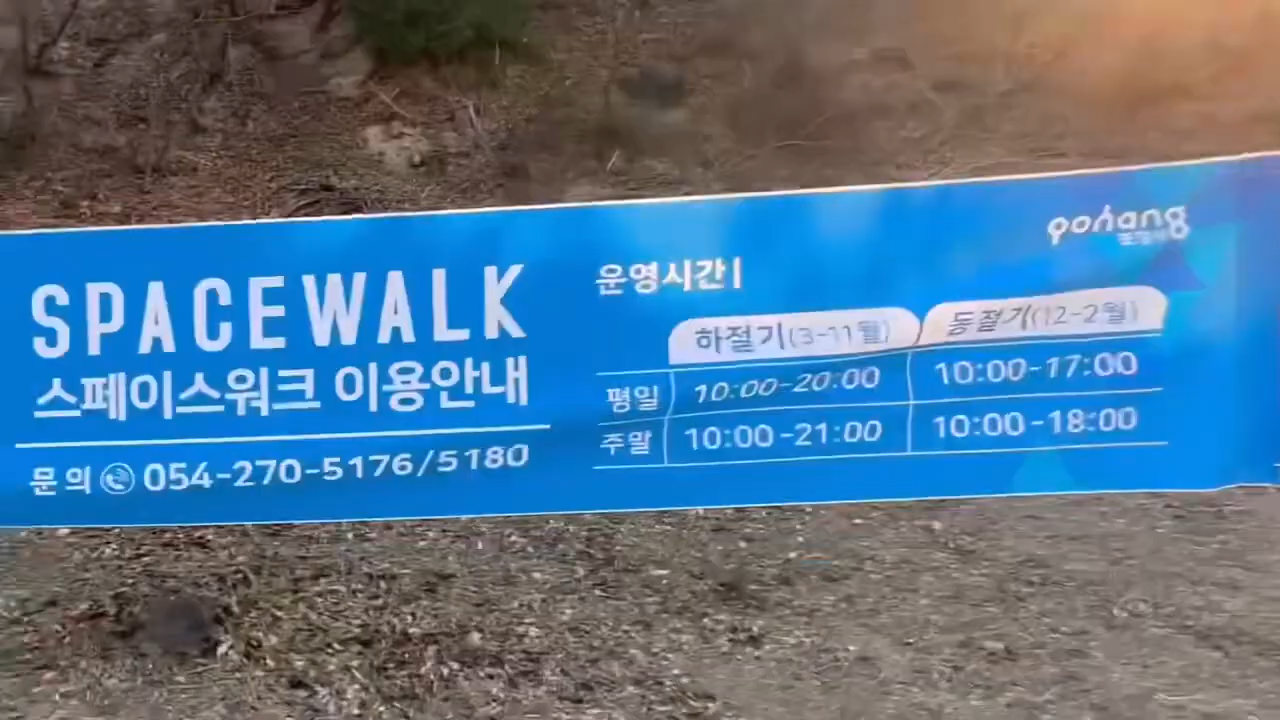 SPACEWALK
스페이스워크 이용안내
문의 054-270-5176/5180
pohang
운영시간
하절기(3-11월) 동절기(12-2월)
평일 10:00-20:00 10:00-17:00
주말 10:00-21:00 10:00-18:00